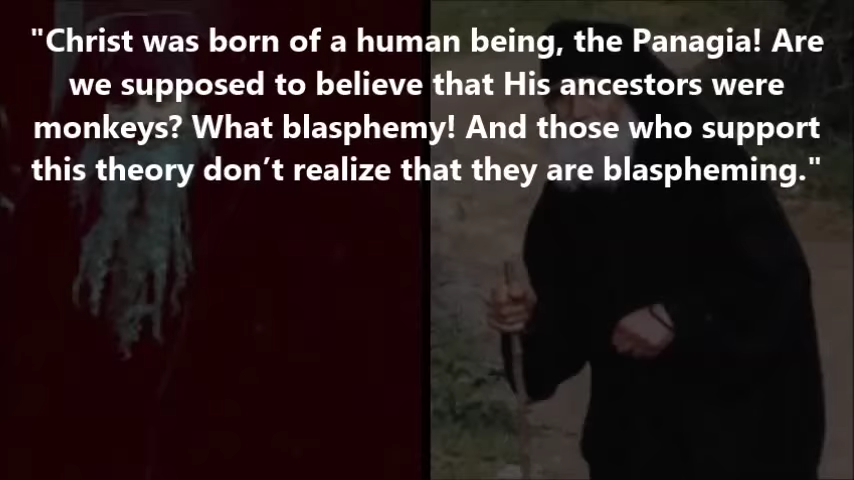 "Christ was born of a human being, the Panagia! Are
we supposed to believe that His ancestors were
monkeys? What blasphemy! And those who support
this theory don’t realize that they are blaspheming."